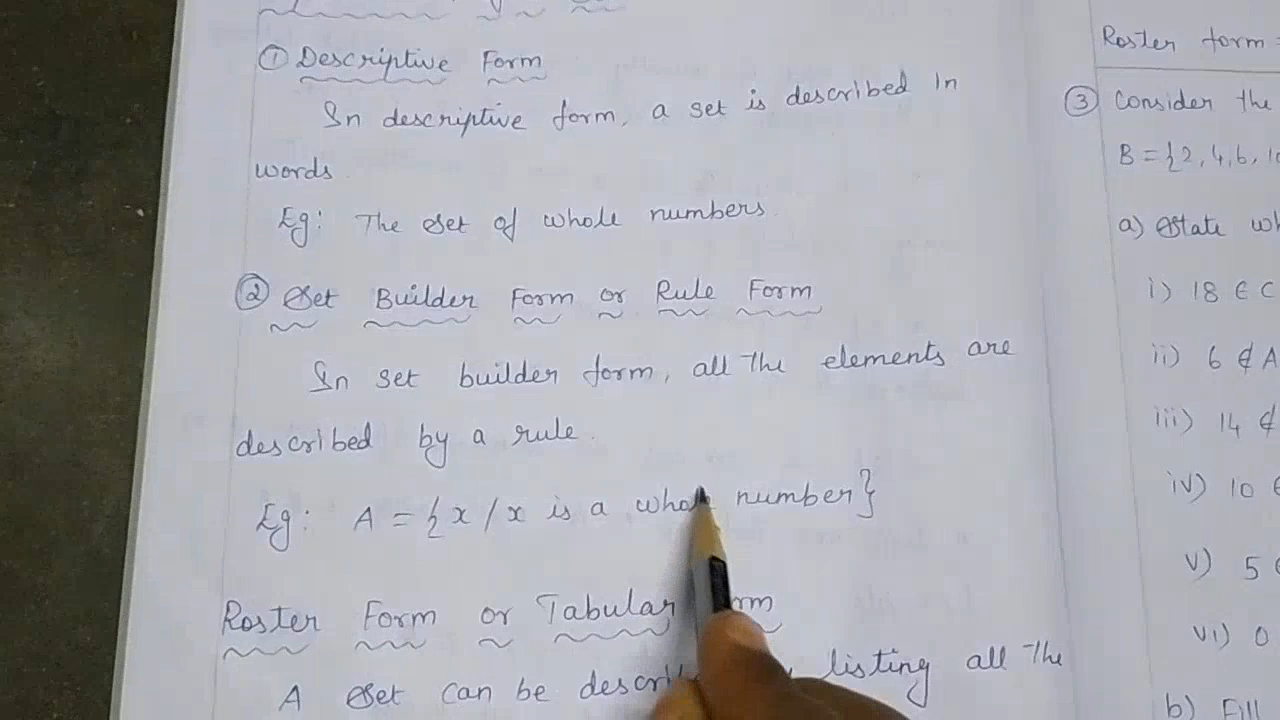 ① Descriptive Form
In descriptive form, a set is described in
words.
Eg: The set of whole numbers.
② Set Builder Form or Rule Form
In set builder form, all the elements are
described by a rule.
Eg: A = {x/x is a number}
Roster Form or Tabular
A set can be listing all the
Roster form =
③ Consider the
B = {2, 4, 6,
a) State
i) 18 ∈ C
ii) 6 ∉ A
iii) 14 ∉
iv) 10
v) 5
vi) 0
b) Fill